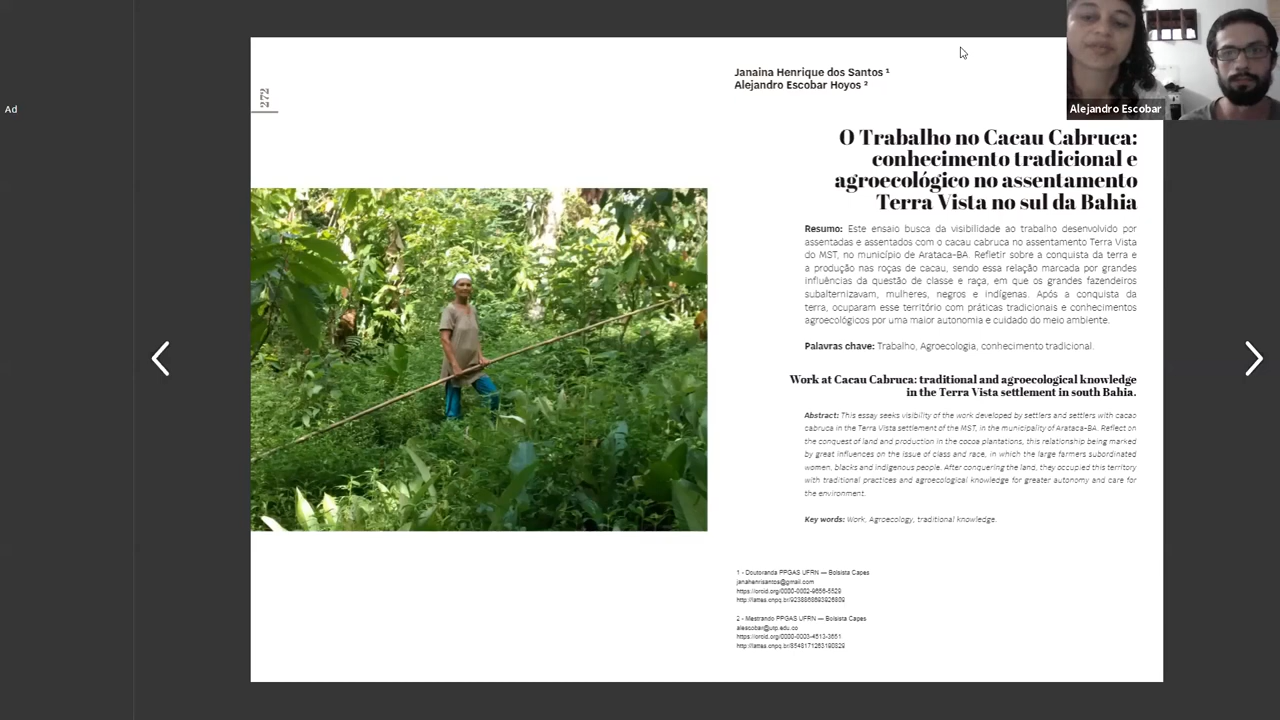 Ad
272
Janaina Henrique dos Santos ¹
Alejandro Escobar Hoyos ²
Alejandro Escobar
O Trabalho no Cacau Cabruca:
conhecimento tradicional e
agroecológico no assentamento
Terra Vista no sul da Bahia
Resumo: Este ensaio busca da visibilidade ao trabalho desenvolvido por
assentadas e assentados com o cacau cabruca no assentamento Terra Vista
do MST, no município de Arataca-BA. Refletir sobre a conquista da terra e
a produção nas roças de cacau, sendo essa relação marcada por grandes
influências da questão de classe e raça, em que os grandes fazendeiros
subalternizavam, mulheres, negros e indígenas. Após a conquista da
terra, ocuparam esse território com práticas tradicionais e conhecimentos
agroecológicos por uma maior autonomia e cuidado do meio ambiente.
Palavras chave: Trabalho, Agroecologia, conhecimento tradicional.
Work at Cacau Cabruca: traditional and agroecological knowledge
in the Terra Vista settlement in south Bahia.
Abstract: This essay seeks visibility of the work developed by settlers and settlers with cacao
cabruca in the Terra Vista settlement of the MST, in the municipality of Arataca-BA. Reflect on
the conquest of land and production in the cocoa plantations, this relationship being marked
by great influences on the issue of class and race, in which the large farmers subordinated
women, blacks and indigenous people. After conquering the land, they occupied this territory
with traditional practices and agroecological knowledge for greater autonomy and care for
the environment.
Key words: Work, Agroecology, traditional knowledge.
1 - Doutoranda PPGAS UFRN — Bolsista Capes
janahenrisantos@gmail.com
2 - Mestrando PPGAS UFRN — Bolsista Capes
alescobar@utp.edu.co